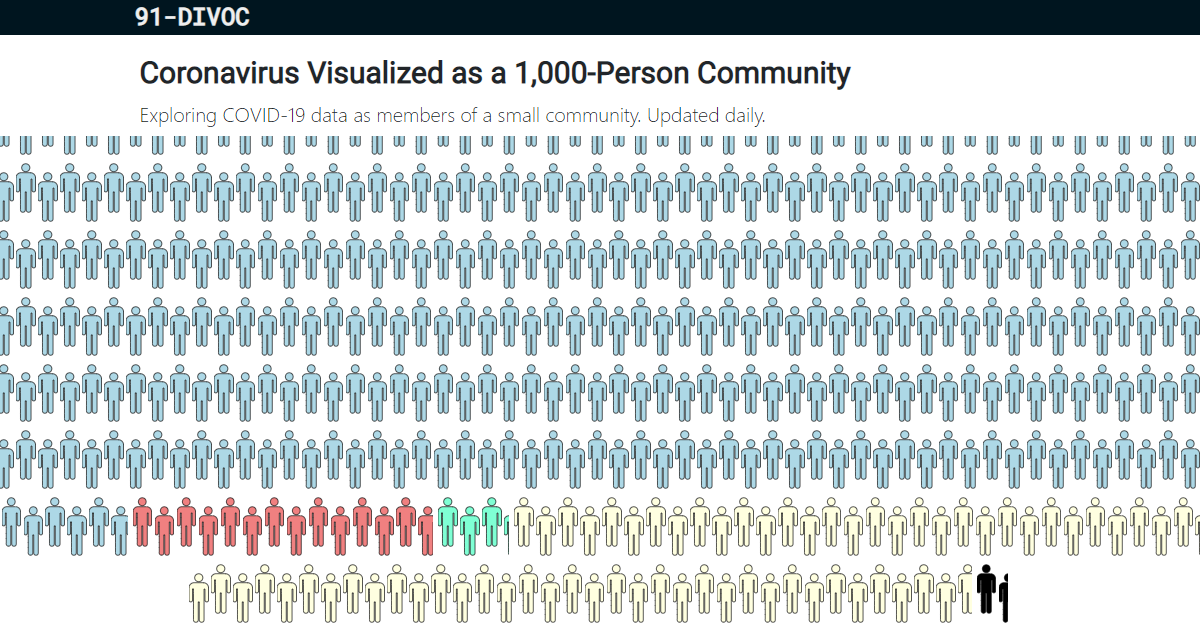 91-DIVOC
Coronavirus Visualized as a 1,000-Person Community
Exploring COVID-19 data as members of a small community. Updated daily.